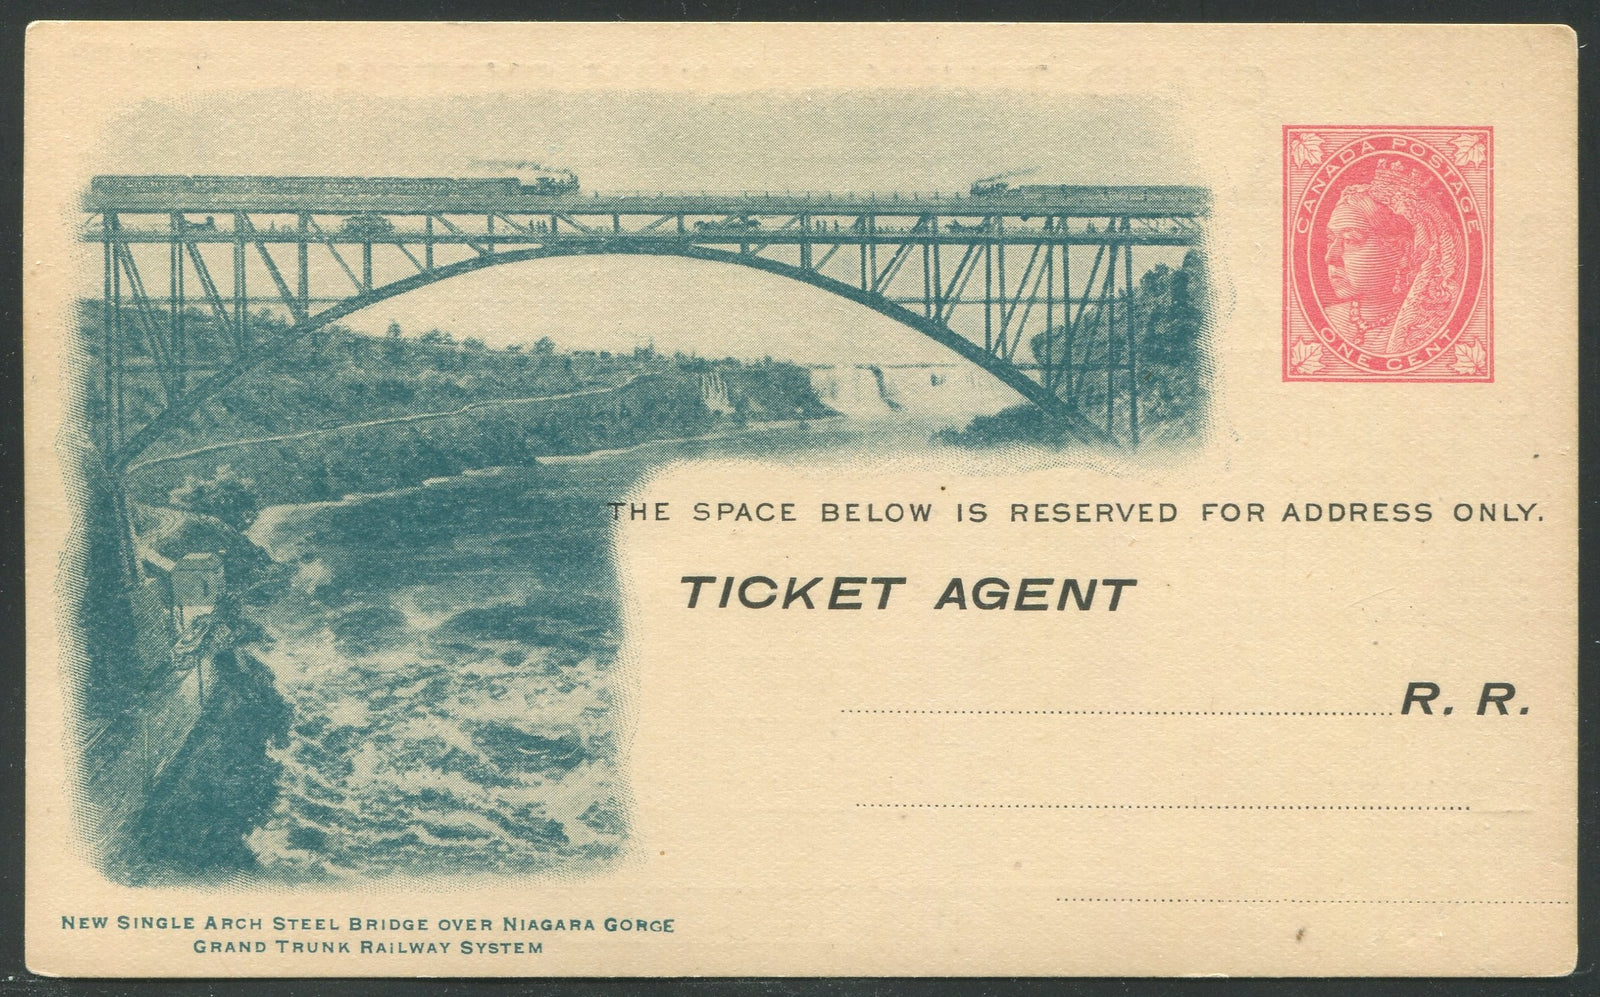 CANADA POSTAGE
ONE CENT
THE SPACE BELOW IS RESERVED FOR ADDRESS ONLY.
TICKET AGENT
R. R.
NEW SINGLE ARCH STEEL BRIDGE OVER NIAGARA GORGE
GRAND TRUNK RAILWAY SYSTEM